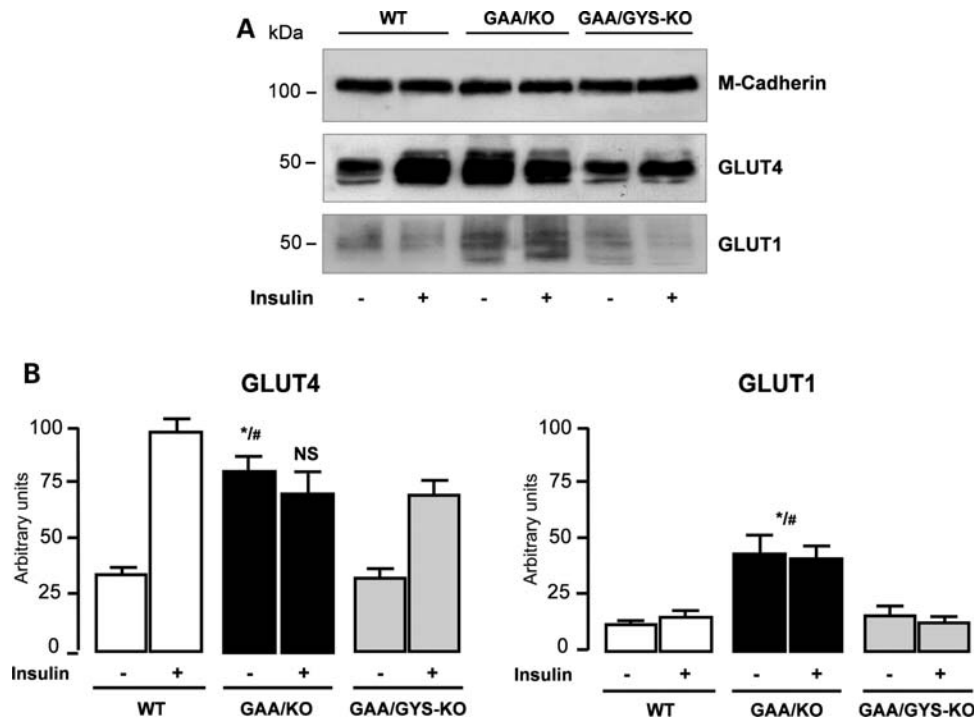 A kDa WT GAA/KO GAA/GYS-KO
100 – M-Cadherin
50 – GLUT4
50 – GLUT1
Insulin - + - + - +
B
GLUT4
Arbitrary units
100
75
50
25
0
*/#
NS
Insulin - + - + - +
WT GAA/KO GAA/GYS-KO
GLUT1
Arbitrary units
100
75
50
25
0
*/#
Insulin - + - + - +
WT GAA/KO GAA/GYS-KO